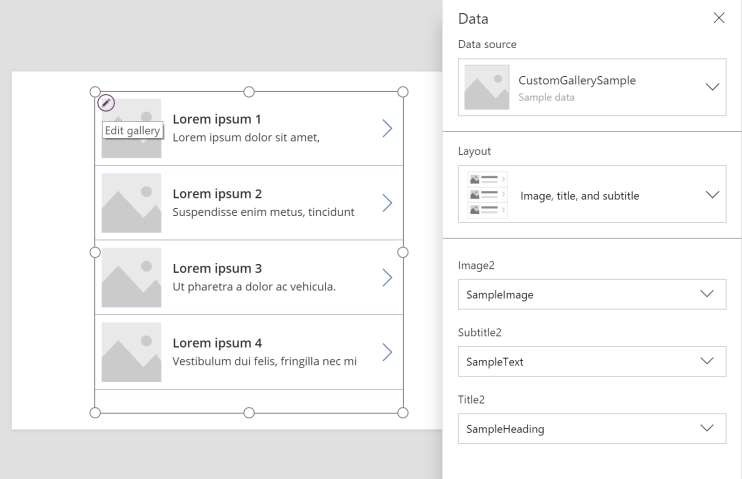 Lorem ipsum 1
Edit gallery
Lorem ipsum dolor sit amet,
Lorem ipsum 2
Suspendisse enim metus, tincidunt
Lorem ipsum 3
Ut pharetra a dolor ac vehicula.
Lorem ipsum 4
Vestibulum dui felis, fringilla nec mi
Data
Data source
CustomGallerySample
Sample data
Layout
Image, title, and subtitle
Image2
SampleImage
Subtitle2
SampleText
Title2
SampleHeading